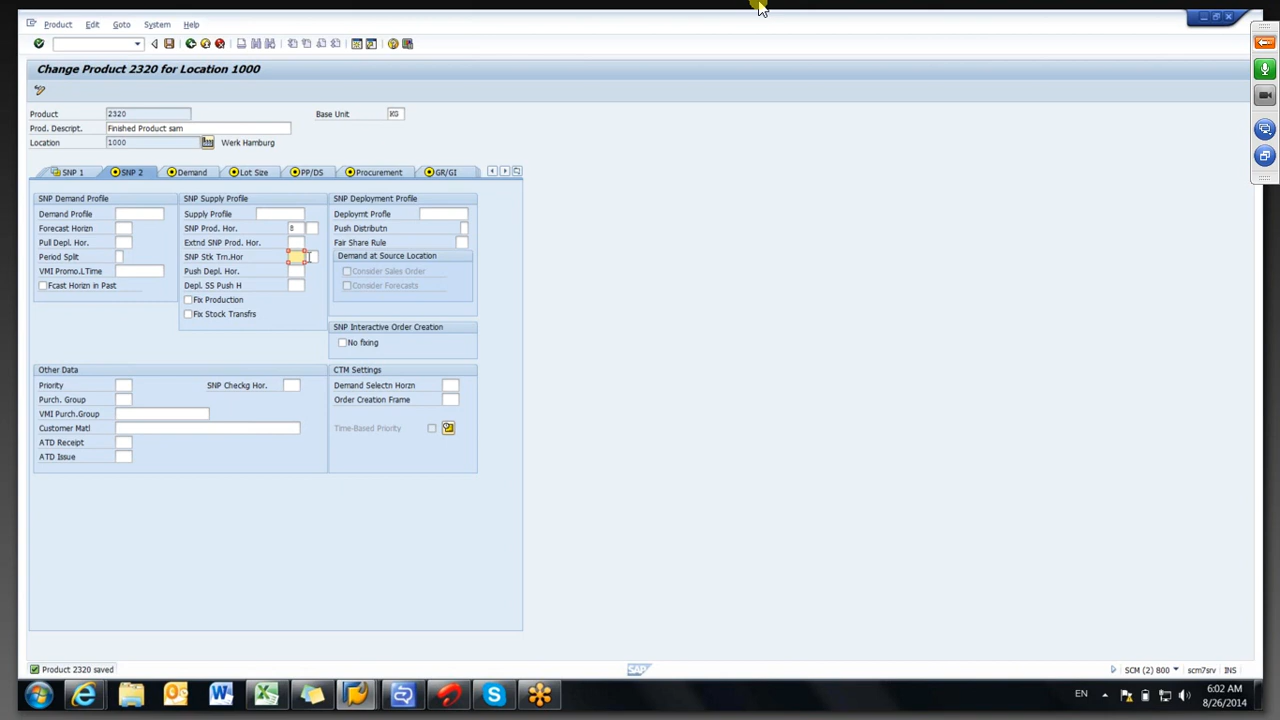 Product Edit Goto System Help
Change Product 2320 for Location 1000
Product 2320 Base Unit KG
Prod. Descript. Finished Product sam
Location 1000 Werk Hamburg
SNP 1 SNP 2 Demand Lot Size PP/DS Procurement GR/GI
SNP Demand Profile
Demand Profile
Forecast Horizn
Pull Depl. Hor.
Period Split
VMI Promo.LTime
Fcast Horizn in Past
SNP Supply Profile
Supply Profile
SNP Prod. Hor. 8
Extnd SNP Prod. Hor.
SNP Stk Trn.Hor
Push Depl. Hor.
Depl. SS Push H
Fix Production
Fix Stock Transfrs
SNP Deployment Profile
Deploymt Profle
Push Distributn
Fair Share Rule
Demand at Source Location
Consider Sales Order
Consider Forecasts
SNP Interactive Order Creation
No fixing
Other Data
Priority SNP Checkg Hor.
Purch. Group
VMI Purch.Group
Customer Matl
ATD Receipt
ATD Issue
CTM Settings
Demand Selectn Horzn
Order Creation Frame
Time-Based Priority
Product 2320 saved SAP SCM (2) 800 scm7srv INS
EN 6:02 AM
8/26/2014